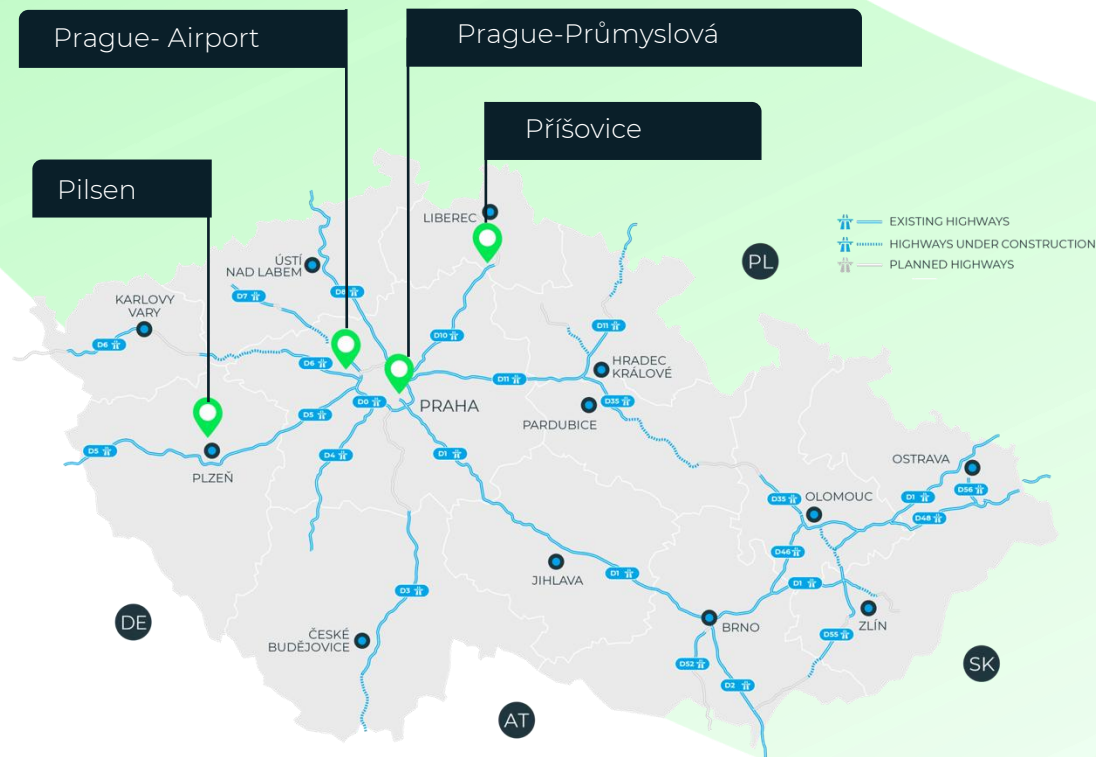 Prague- Airport
Prague-Průmyslová
Příšovice
Pilsen
LIBEREC
EXISTING HIGHWAYS
HIGHWAYS UNDER CONSTRUCTION
PLANNED HIGHWAYS
PL
ÚSTÍ
NAD LABEM
D8
D7
KARLOVY
VARY
D6
D6
D10
D11
D11
HRADEC
KRÁLOVÉ
D35
PARDUBICE
D0
PRAHA
D5
D5
PLZEŇ
D4
D1
OSTRAVA
D35
OLOMOUC
D1
D56
D48
D46
JIHLAVA
D1
D1
D3
DE
ČESKÉ
BUDĚJOVICE
BRNO
ZLÍN
D55
D52
D2
SK
AT